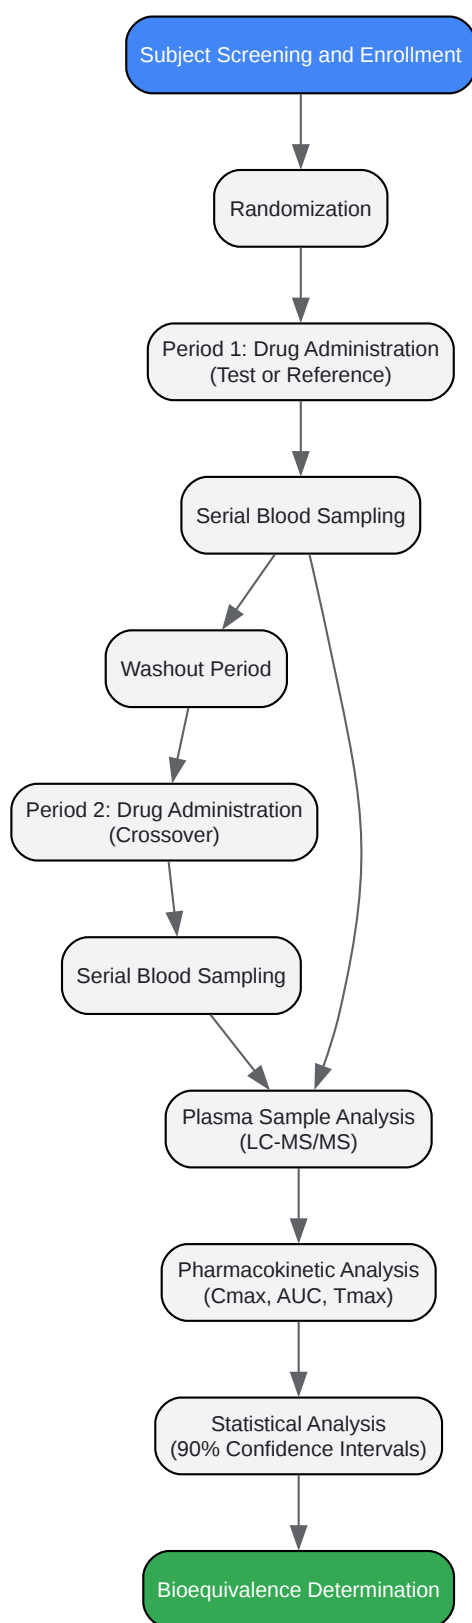 Subject Screening and Enrollment
Randomization
Period 1: Drug Administration
(Test or Reference)
Serial Blood Sampling
Washout Period
Period 2: Drug Administration
(Crossover)
Serial Blood Sampling
Plasma Sample Analysis
(LC-MS/MS)
Pharmacokinetic Analysis
(Cmax, AUC, Tmax)
Statistical Analysis
(90% Confidence Intervals)
Bioequivalence Determination